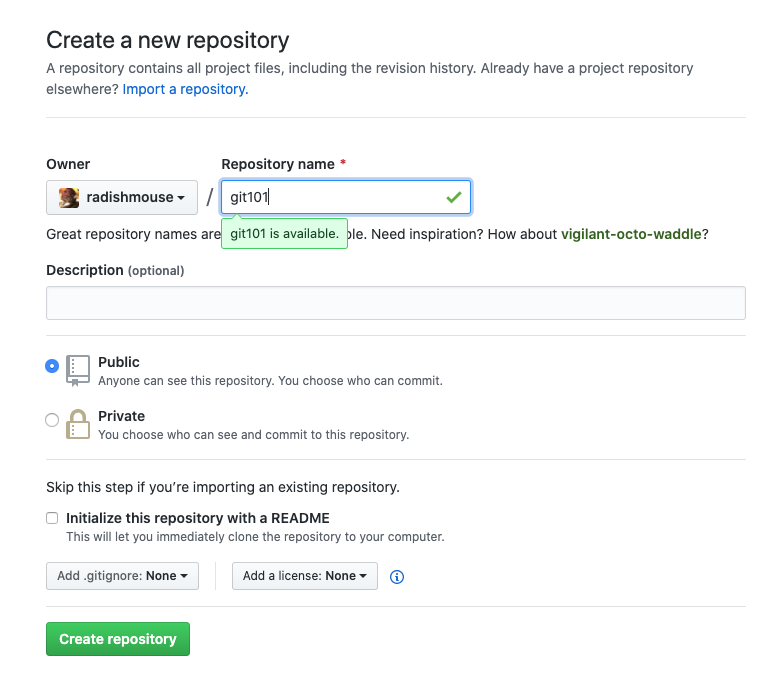 Create a new repository
A repository contains all project files, including the revision history. Already have a project repository
elsewhere? Import a repository.
Owner
Repository name *
radishmouse
/
git101
Great repository names are
ble. Need inspiration? How about vigilant-octo-waddle?
git101 is available.
Description (optional)
Public
Anyone can see this repository. You choose who can commit.
Private
You choose who can see and commit to this repository.
Skip this step if you’re importing an existing repository.
Initialize this repository with a README
This will let you immediately clone the repository to your computer.
Add .gitignore: None
Add a license: None
Create repository